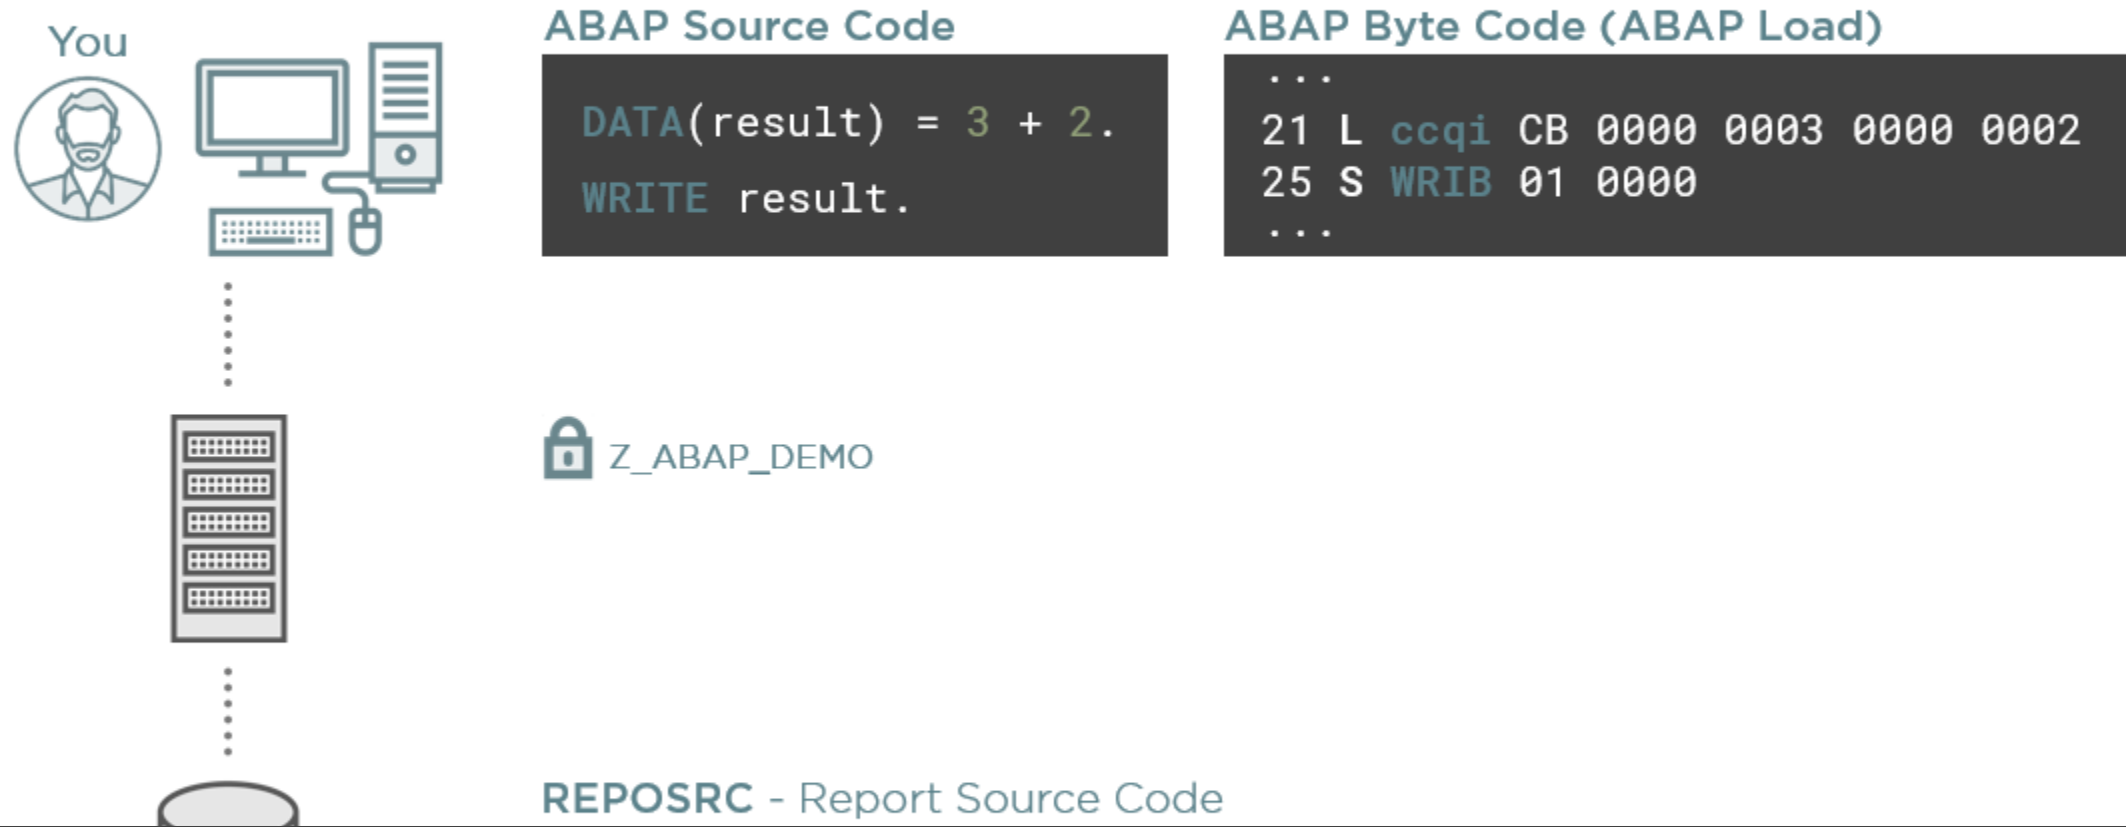 You
ABAP Source Code
DATA(result) = 3 + 2.
WRITE result.
ABAP Byte Code (ABAP Load)
...
21 L ccqi CB 0000 0003 0000 0002
25 S WRIB 01 0000
...
Z_ABAP_DEMO
REPOSRC - Report Source Code